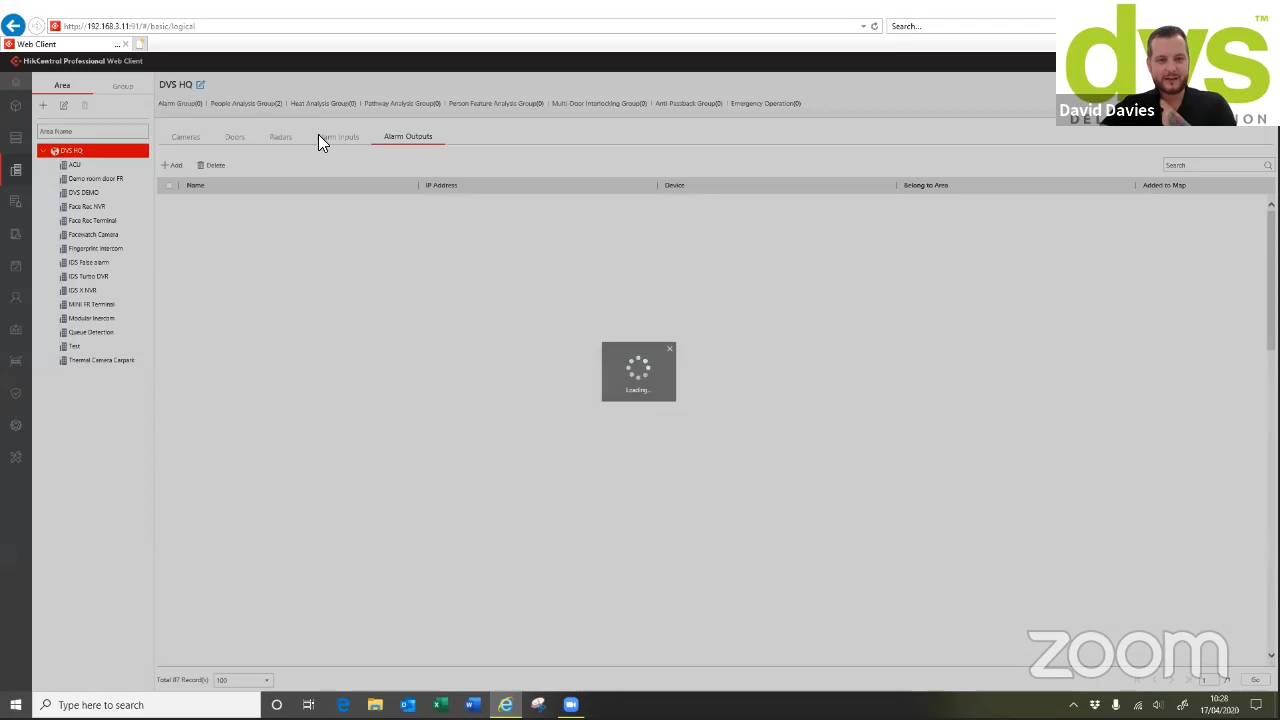 http://192.168.3.11:91/#/basic/logical
Search...
Web Client
...
HikCentral Professional Web Client
dvs
TM
David Davies
Area
Group
Area Name
DVS HQ
ACU
Demo room door FR
DVS DEMO
Face Rec NVR
Face Rec Terminal
Facewatch Camera
Fingerprint Intercom
IDS False alarm
IDS Turbo DVR
IDS X NVR
MINI FR Terminal
Modular Inercom
Queue Detection
Test
Thermal Camera Carpark
DVS HQ
Alarm Group(0) | People Analysis Group(2) | Heat Analysis Group(0) | Pathway Analysis Group(0) | Person Feature Analysis Group(0) | Multi-Door Interlocking Group(0) | Anti-Passback Group(0) | Emergency Operation(0)
Cameras Doors Radars Inputs Alarm Outputs
Add Delete
Search
Name IP Address Device Belong to Area Added to Map
Loading...
Total 87 Record(s) 100
1 Go
zoom
Type here to search
10:28
17/04/2020